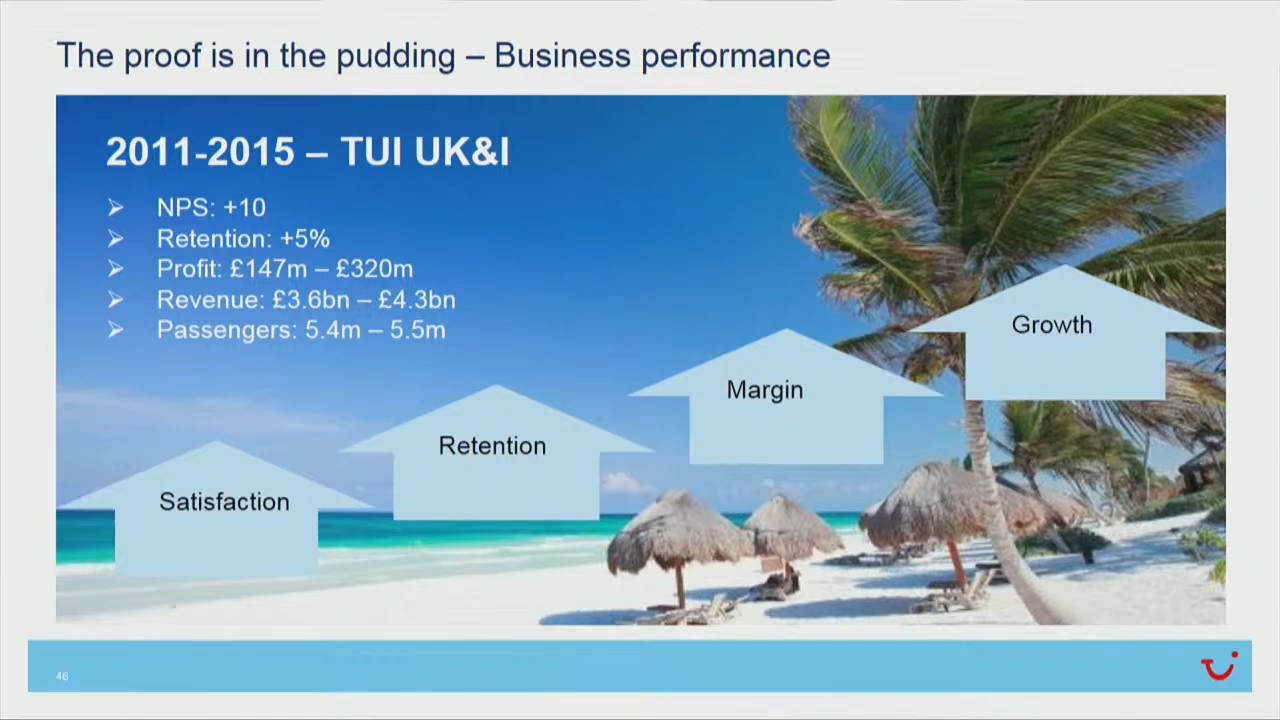 The proof is in the pudding – Business performance
2011-2015 – TUI UK&I
➢ NPS: +10
➢ Retention: +5%
➢ Profit: £147m – £320m
➢ Revenue: £3.6bn – £4.3bn
➢ Passengers: 5.4m – 5.5m
Growth
Margin
Retention
Satisfaction
46